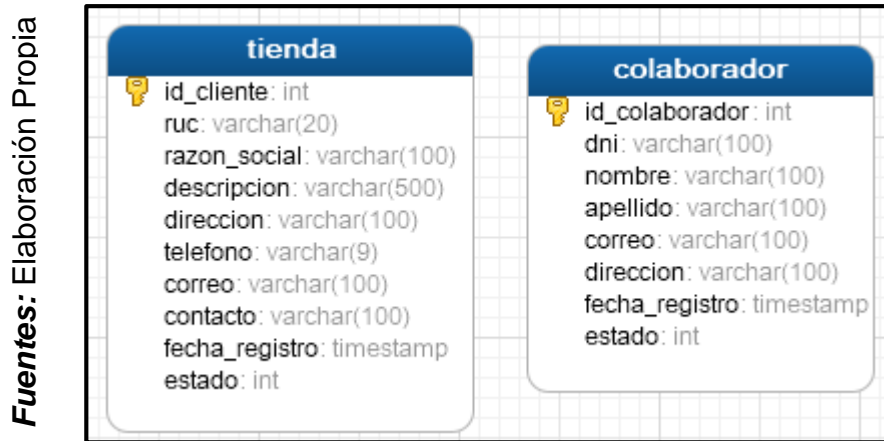 Fuentes: Elaboración Propia
tienda
id_cliente: int
ruc: varchar(20)
razon_social: varchar(100)
descripcion: varchar(500)
direccion: varchar(100)
telefono: varchar(9)
correo: varchar(100)
contacto: varchar(100)
fecha_registro: timestamp
estado: int
colaborador
id_colaborador: int
dni: varchar(100)
nombre: varchar(100)
apellido: varchar(100)
correo: varchar(100)
direccion: varchar(100)
fecha_registro: timestamp
estado: int